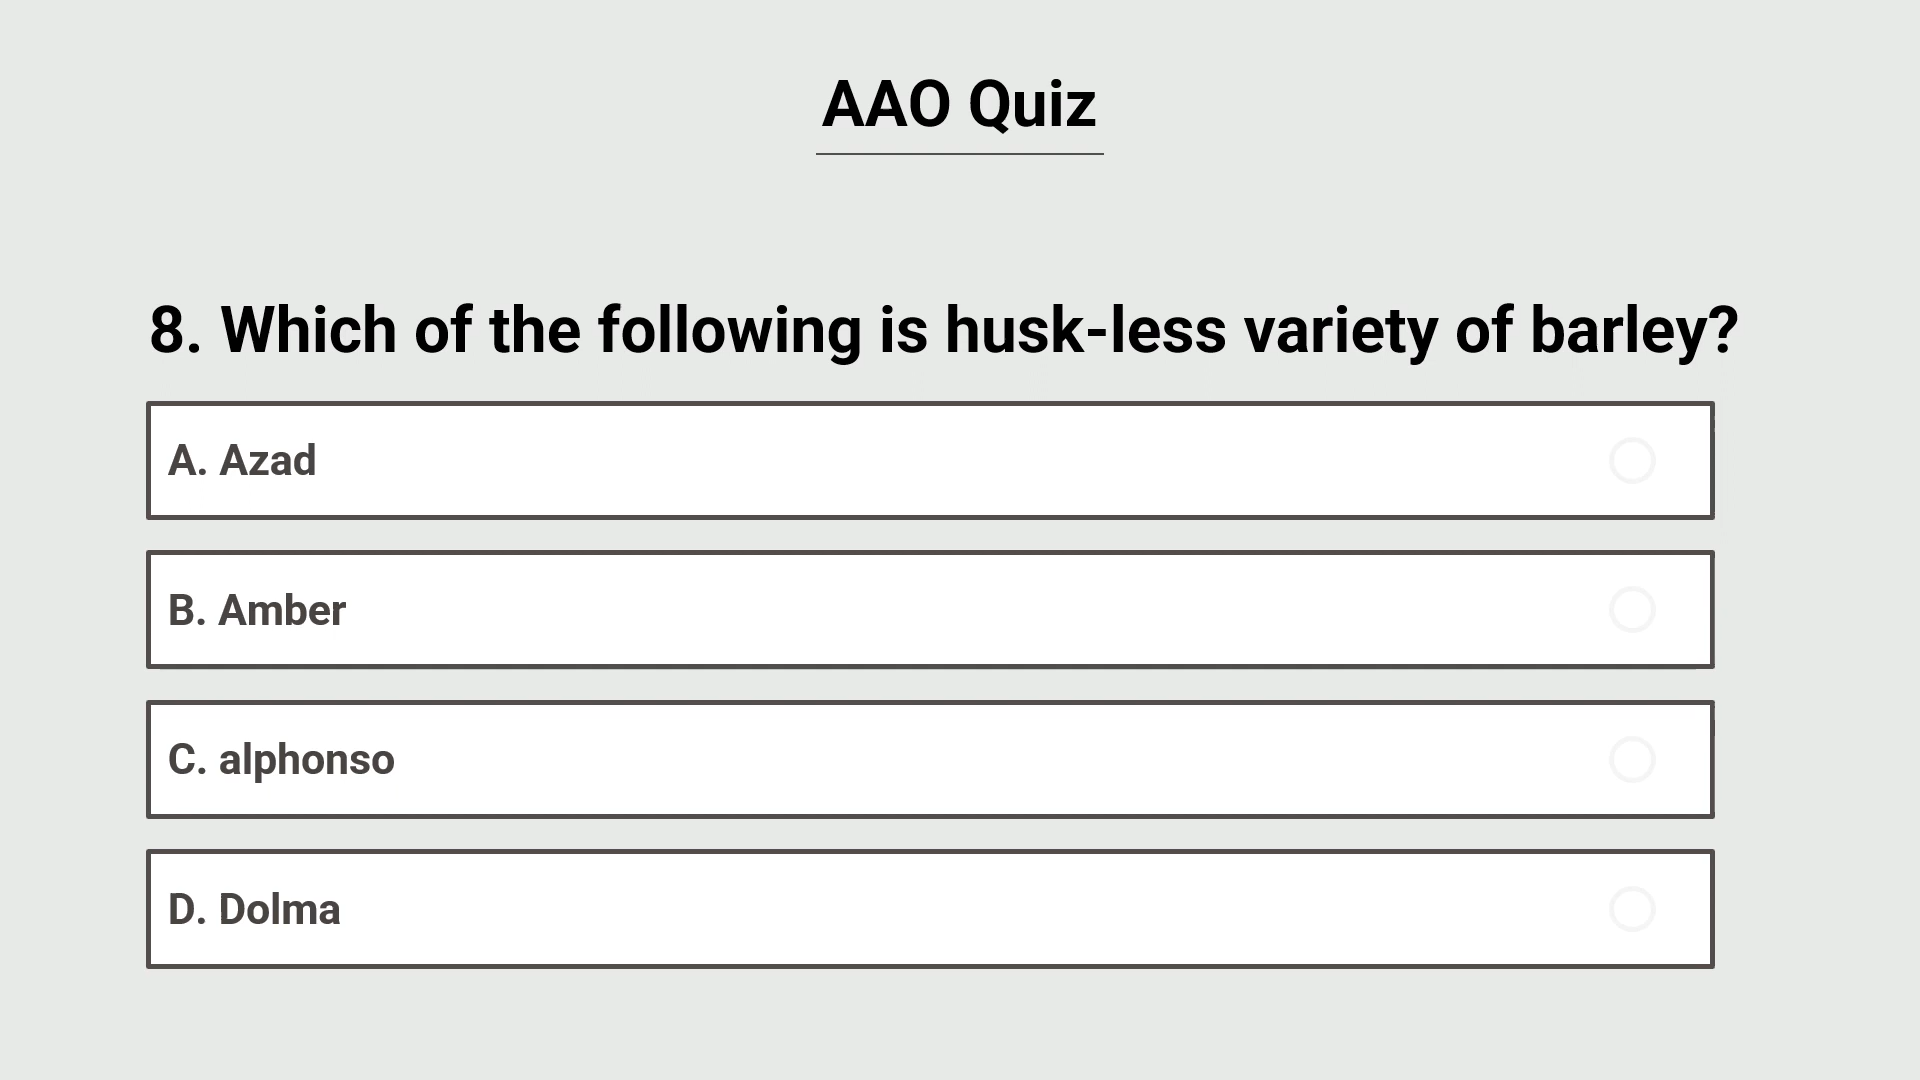 AAO Quiz
8. Which of the following is husk-less variety of barley?
A. Azad
B. Amber
C. alphonso
D. Dolma